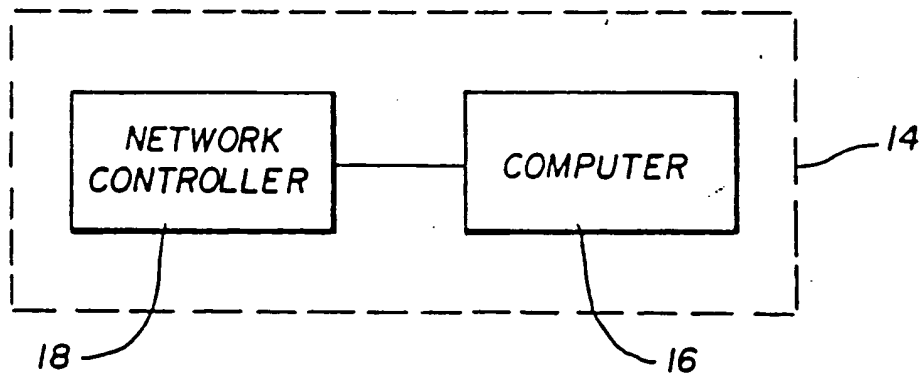 NETWORK
CONTROLLER
COMPUTER
14
18
16